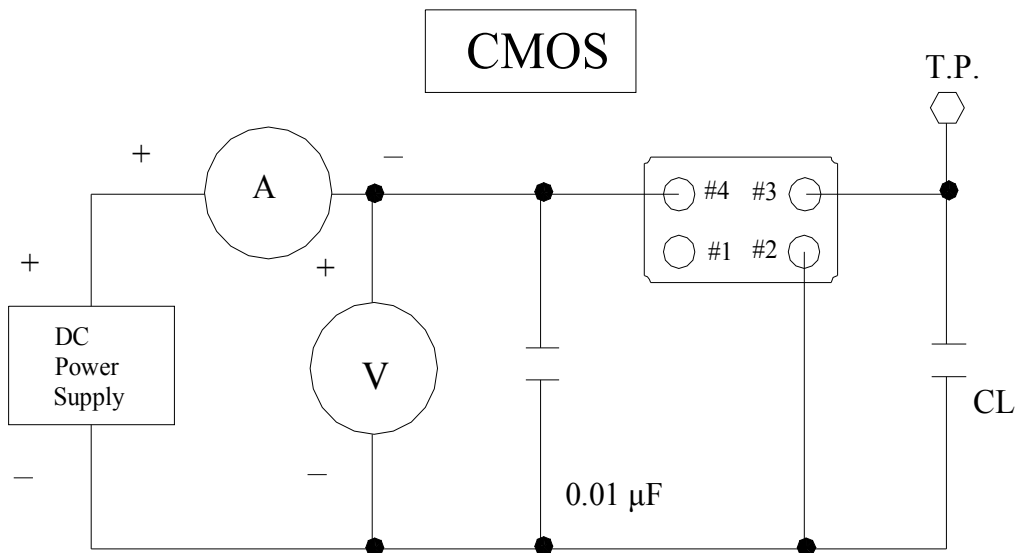 CMOS
T.P.
+
−
A
#4 #3
#1 #2
+
+
DC
Power
Supply
V
CL
−
−
0.01 μF